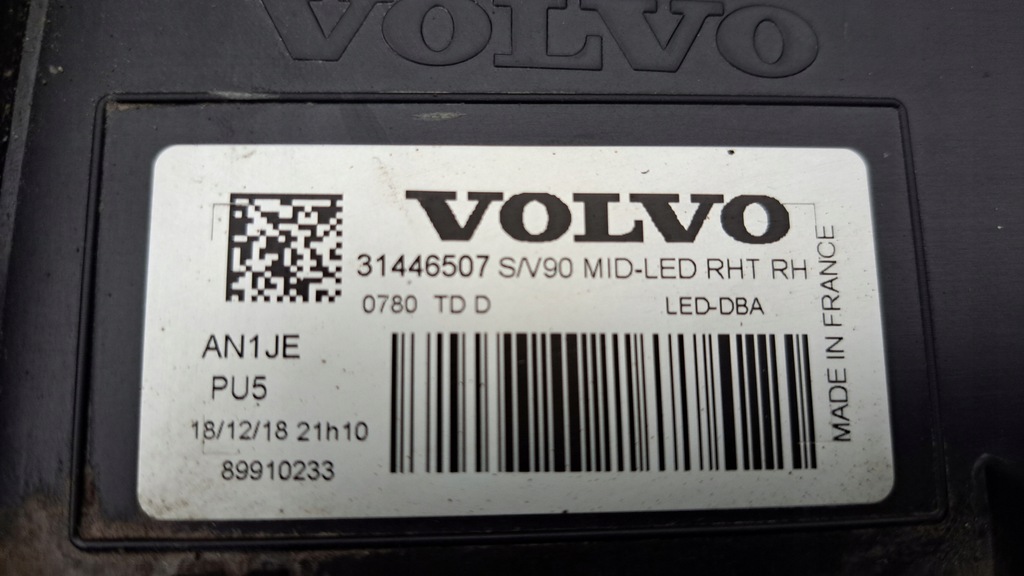 VOLVO
VOLVO
31446507 S/V90 MID-LED RHT RH
0780 TD D LED-DBA
AN1JE
PU5
18/12/18 21h10
89910233
MADE IN FRANCE